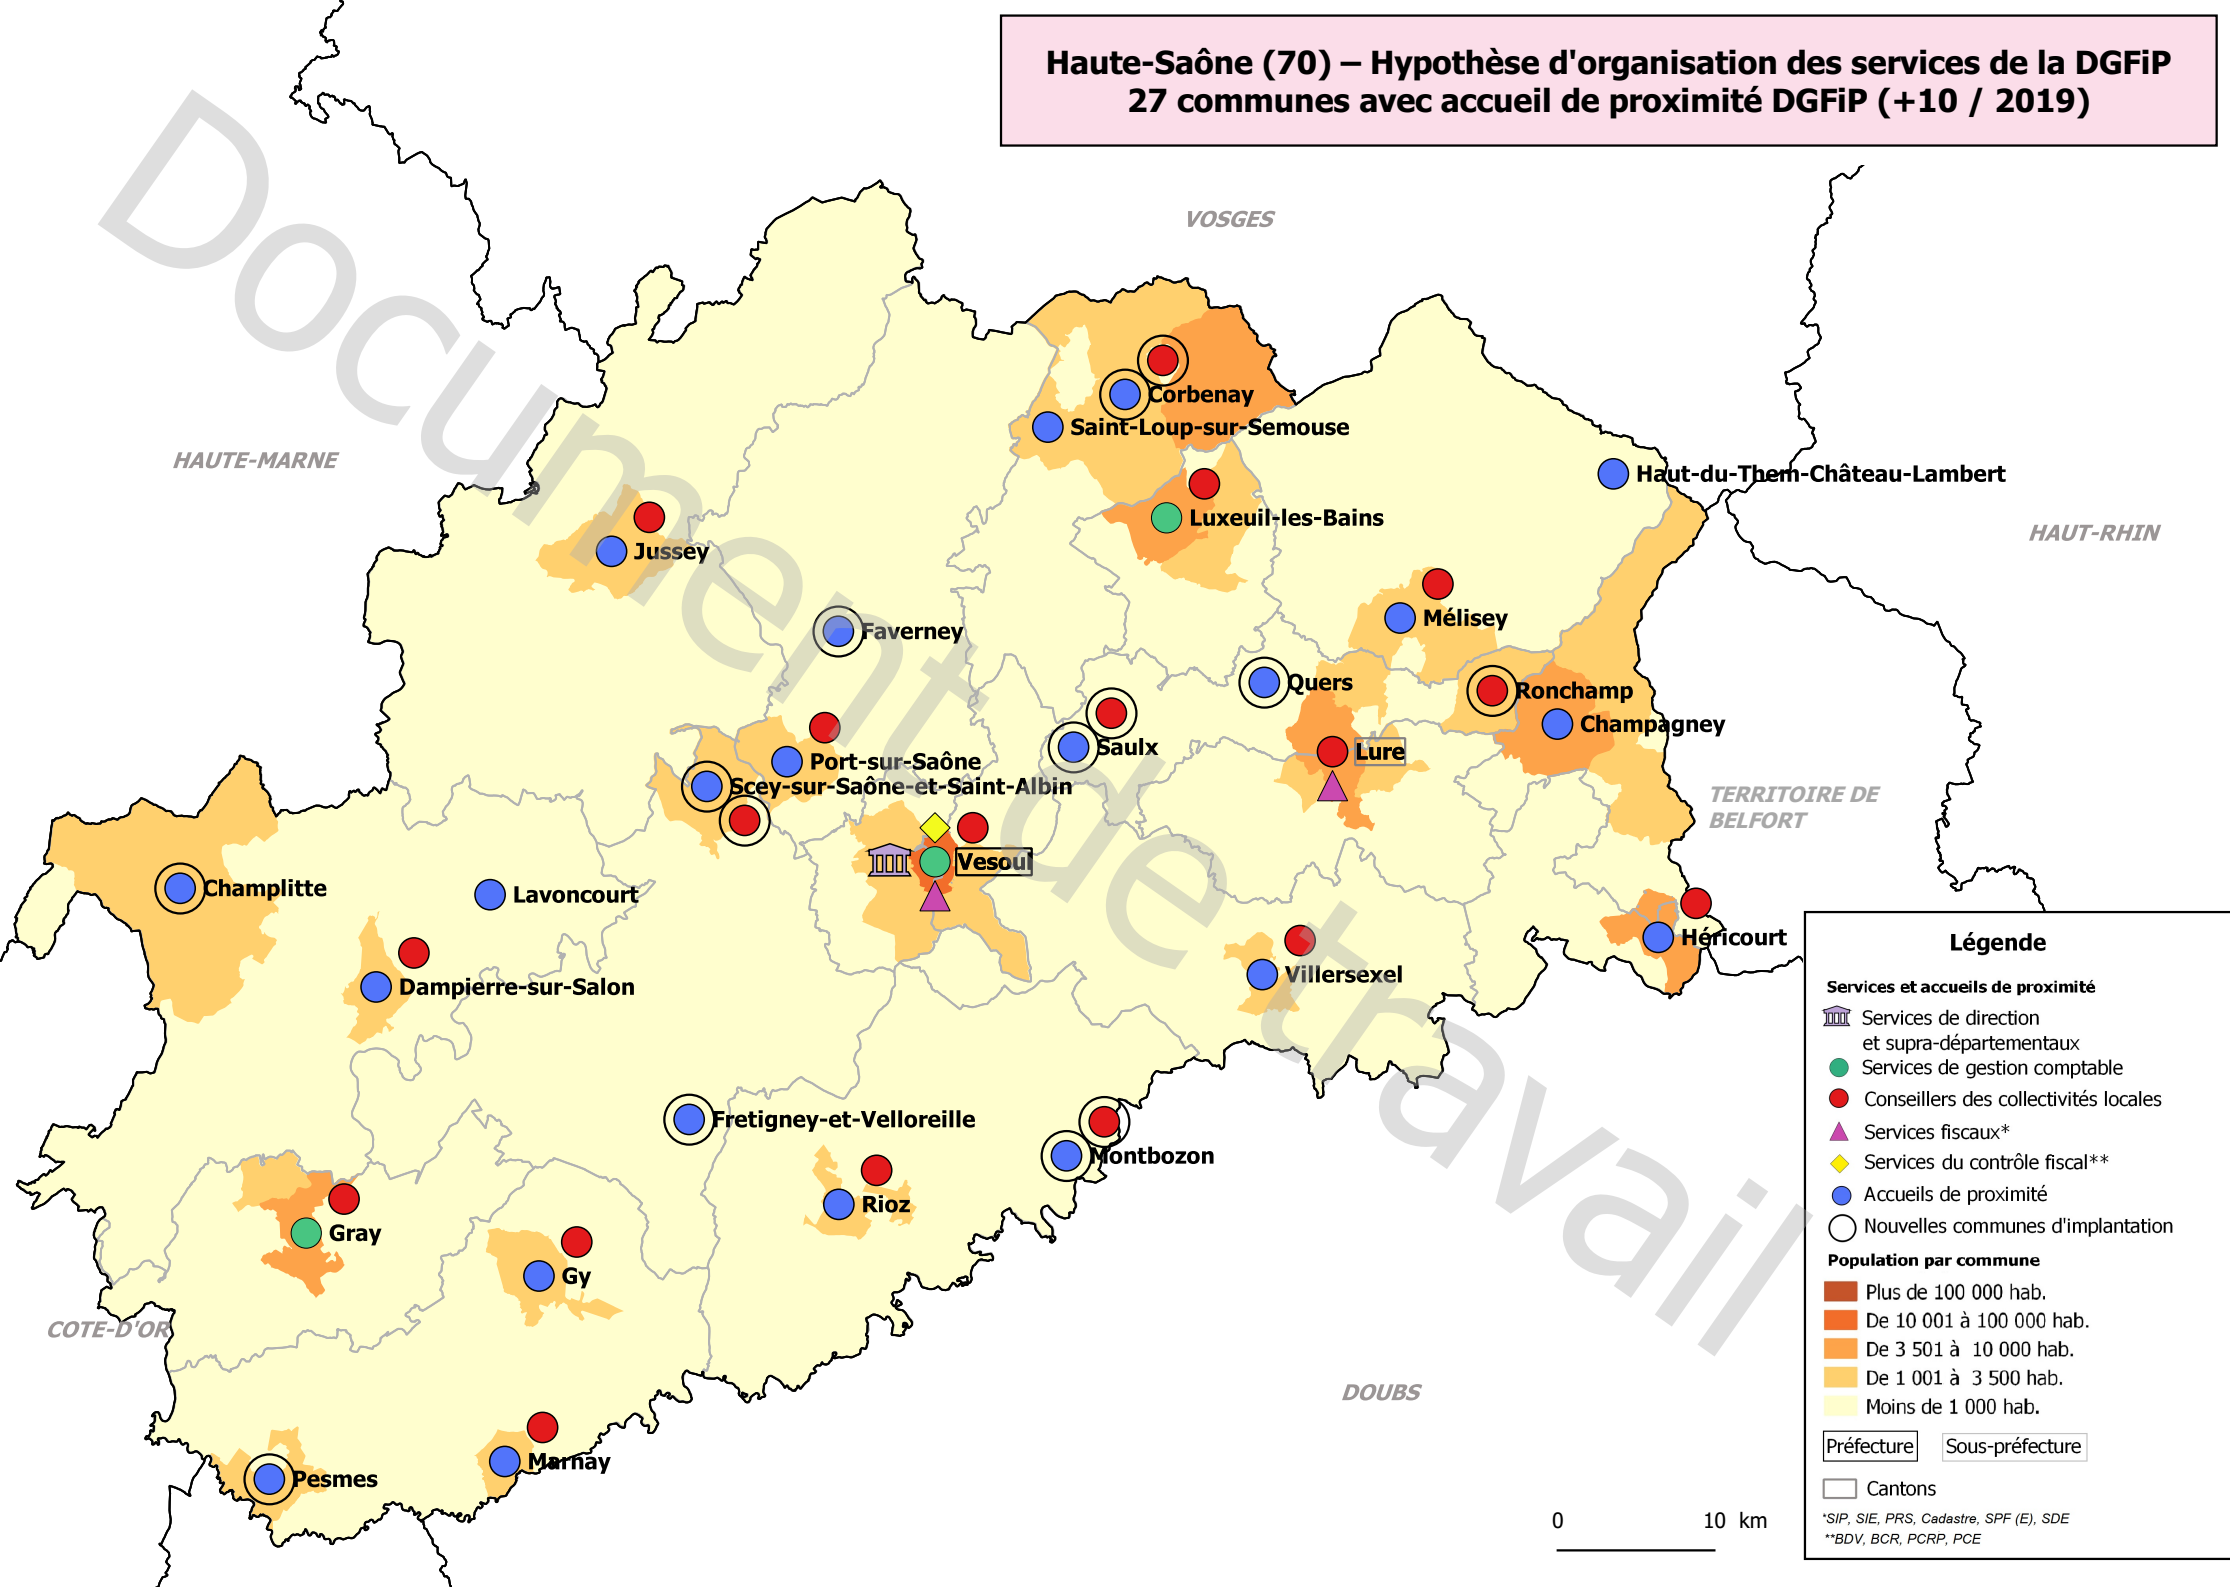 Haute-Saône (70) – Hypothèse d'organisation des services de la DGFiP
27 communes avec accueil de proximité DGFiP (+10 / 2019)
Document de travail
VOSGES
Corbenay
Saint-Loup-sur-Semouse
HAUTE-MARNE
Haut-du-Them-Château-Lambert
Luxeuil-les-Bains
HAUT-RHIN
Jussey
Mélisey
Faverney
Quers
Ronchamp
Champagney
Saulx
Lure
Port-sur-Saône
Scey-sur-Saône-et-Saint-Albin
TERRITOIRE DE
BELFORT
Vesoul
Champlitte
Lavoncourt
Héricourt
Villersexel
Dampierre-sur-Salon
Fretigney-et-Velloreille
Montbozon
Rioz
Gray
Gy
COTE-D'OR
DOUBS
Marnay
Pesmes
0 10 km
Légende
Services et accueils de proximité
Services de direction
et supra-départementaux
Services de gestion comptable
Conseillers des collectivités locales
Services fiscaux*
Services du contrôle fiscal**
Accueils de proximité
Nouvelles communes d'implantation
Population par commune
Plus de 100 000 hab.
De 10 001 à 100 000 hab.
De 3 501 à 10 000 hab.
De 1 001 à 3 500 hab.
Moins de 1 000 hab.
Préfecture Sous-préfecture
Cantons
*SIP, SIE, PRS, Cadastre, SPF (E), SDE
**BDV, BCR, PCRP, PCE